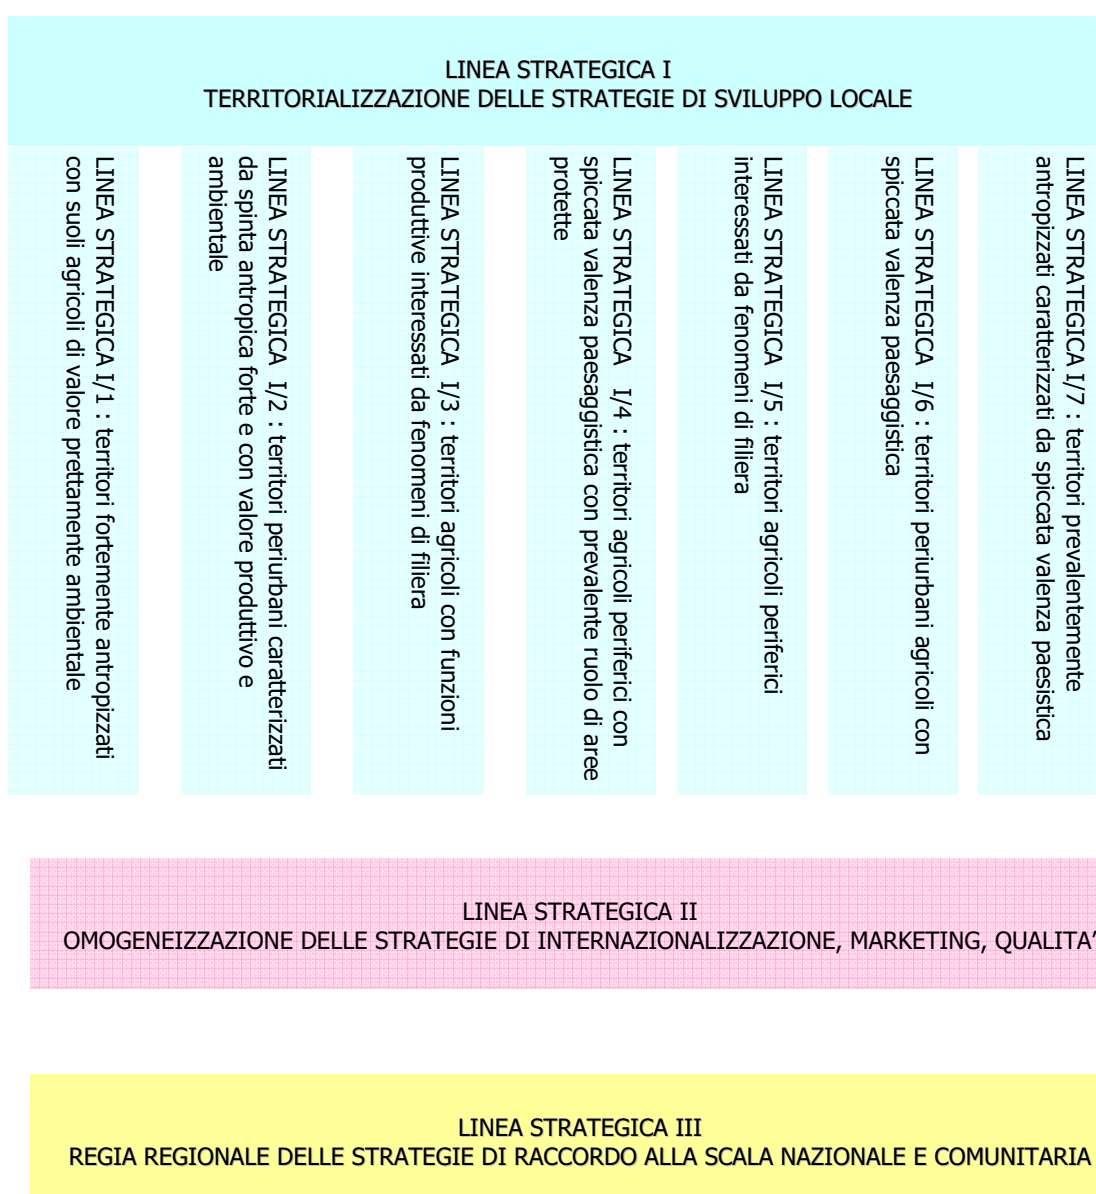 LINEA STRATEGICA I
TERRITORIALIZZAZIONE DELLE STRATEGIE DI SVILUPPO LOCALE
LINEA STRATEGICA I/1 : territori fortemente antropizzati
con suoli agricoli di valore prettamente ambientale
LINEA STRATEGICA I/2 : territori periurbani caratterizzati
da spinta antropica forte e con valore produttivo e
ambientale
LINEA STRATEGICA I/3 : territori agricoli con funzioni
produttive interessati da fenomeni di filiera
LINEA STRATEGICA I/4 : territori agricoli periferici con
spiccata valenza paesaggistica con prevalente ruolo di aree
protette
LINEA STRATEGICA I/5 : territori agricoli periferici
interessati da fenomeni di filiera
LINEA STRATEGICA I/6 : territori periurbani agricoli con
spiccata valenza paesaggistica
LINEA STRATEGICA I/7 : territori prevalentemente
antropizzati caratterizzati da spiccata valenza paesistica
LINEA STRATEGICA II
OMOGENEIZZAZIONE DELLE STRATEGIE DI INTERNAZIONALIZZAZIONE, MARKETING, QUALITA’
LINEA STRATEGICA III
REGIA REGIONALE DELLE STRATEGIE DI RACCORDO ALLA SCALA NAZIONALE E COMUNITARIA